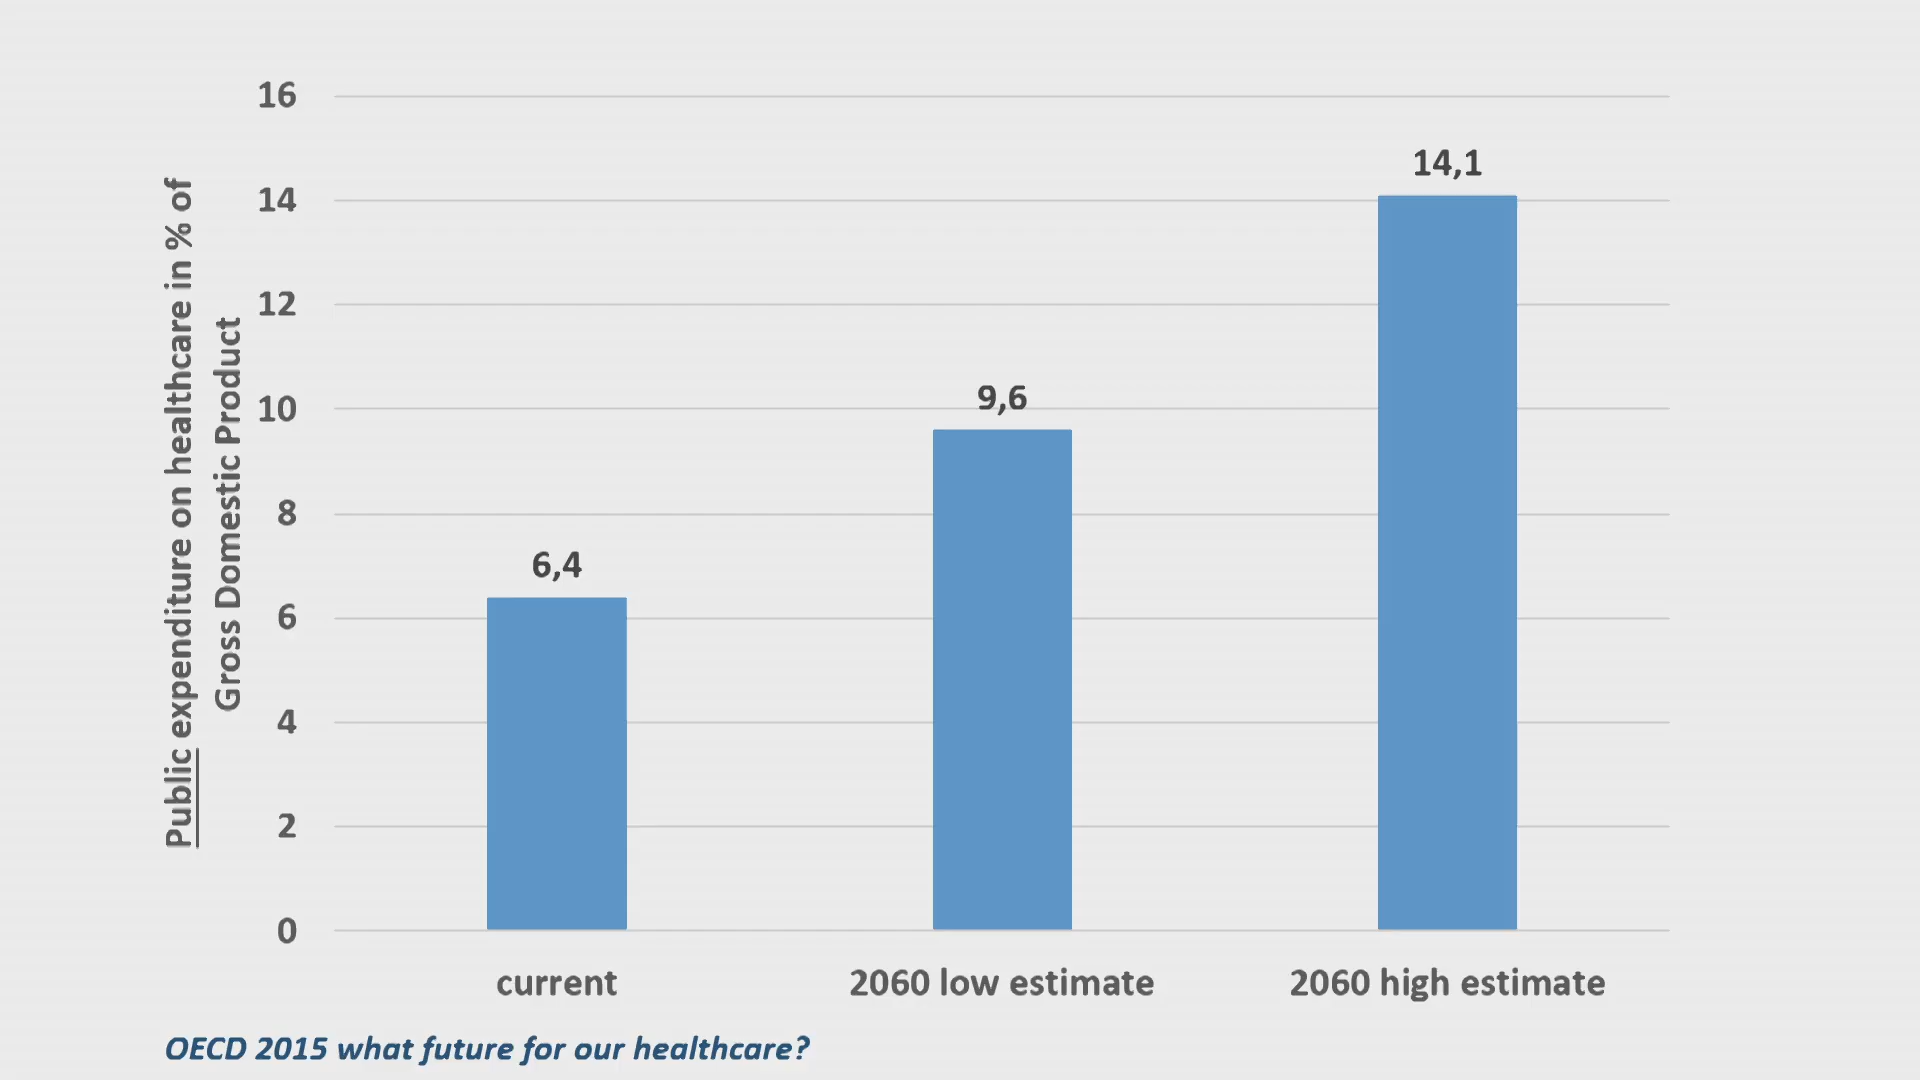 Public expenditure on healthcare in % of
Gross Domestic Product
16
14
12
10
8
6
4
2
0
6,4
9,6
14,1
current
2060 low estimate
2060 high estimate
OECD 2015 what future for our healthcare?